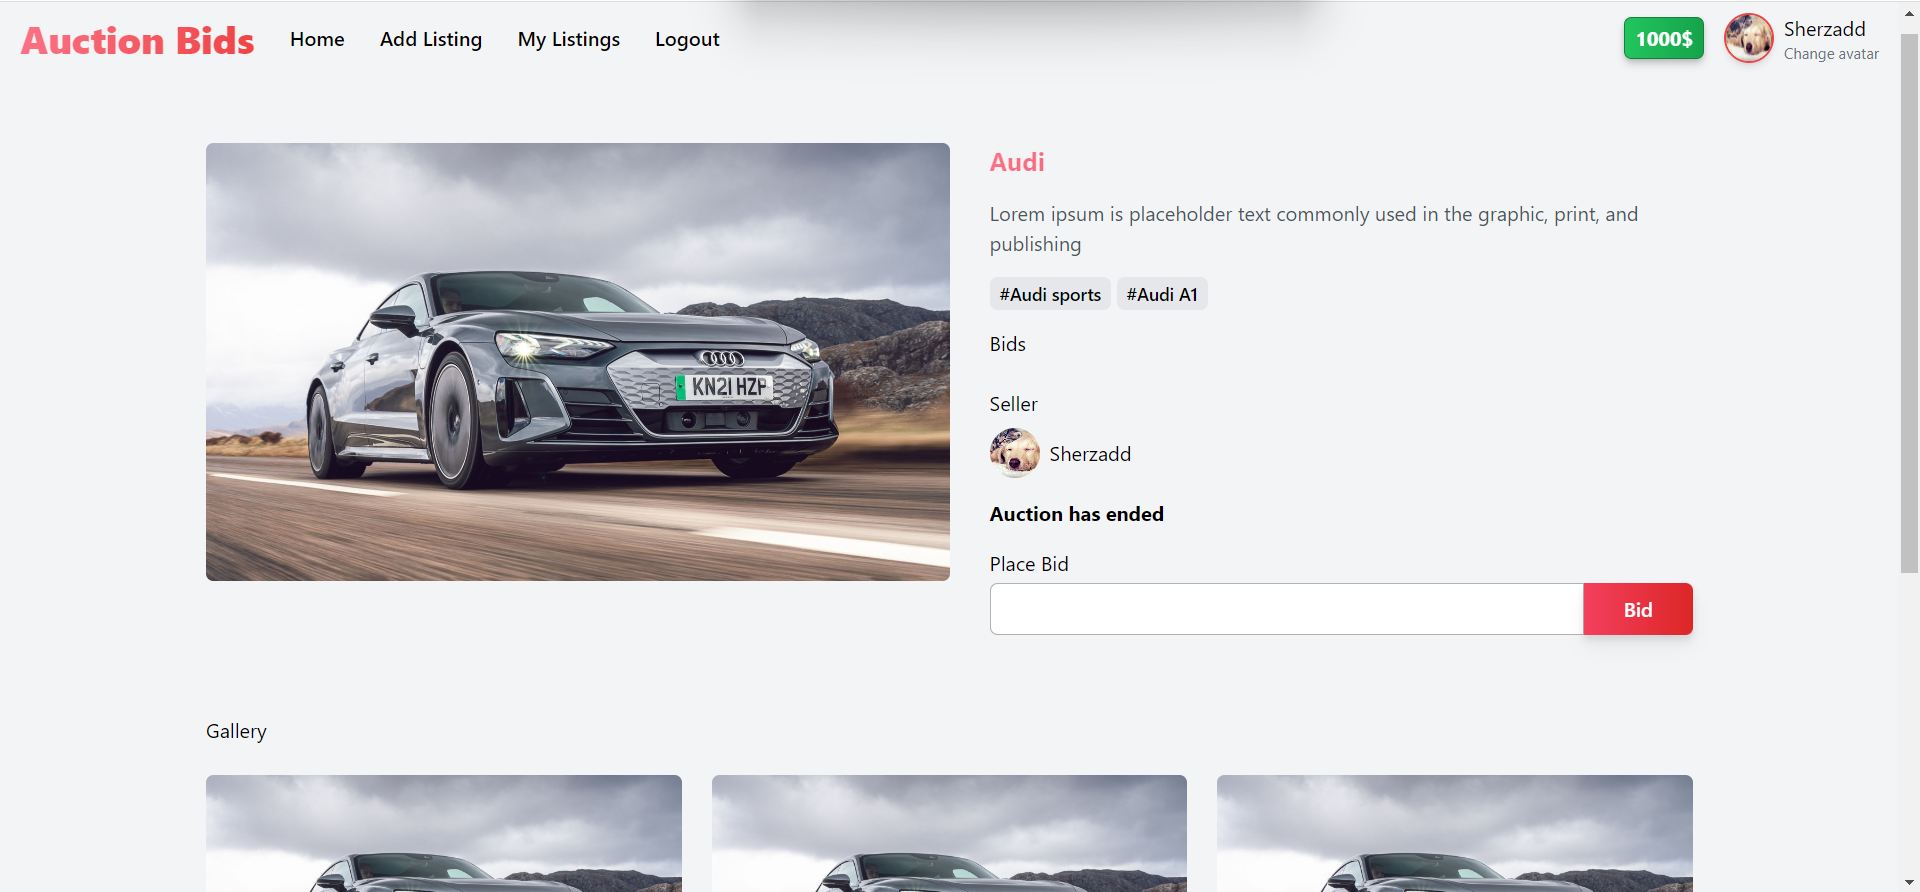 Auction Bids
Home
Add Listing
My Listings
Logout
1000$
Sherzadd
Change avatar
Audi
Lorem ipsum is placeholder text commonly used in the graphic, print, and
publishing
#Audi sports
#Audi A1
Bids
Seller
Sherzadd
Auction has ended
Place Bid
Bid
KN21 HZP
Gallery